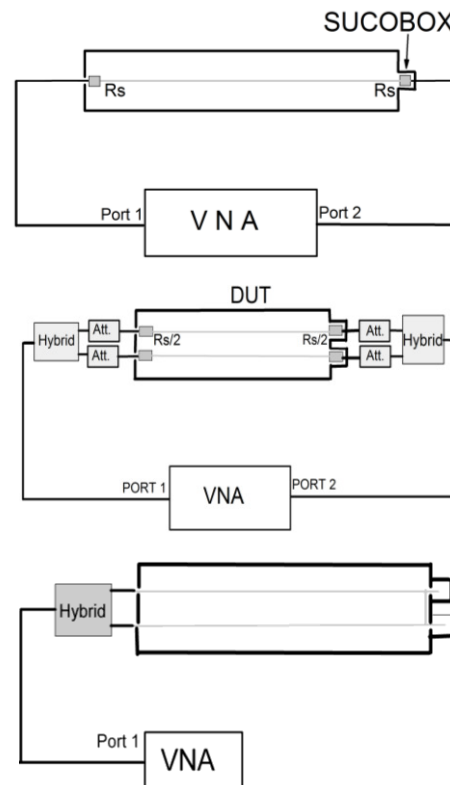 SUCOBOX
Rs Rs
Port 1 VNA Port 2
DUT
Att. Att.
Hybrid Rs/2 Rs/2 Hybrid
Att. Att.
PORT 1 VNA PORT 2
Hybrid
Port 1 VNA